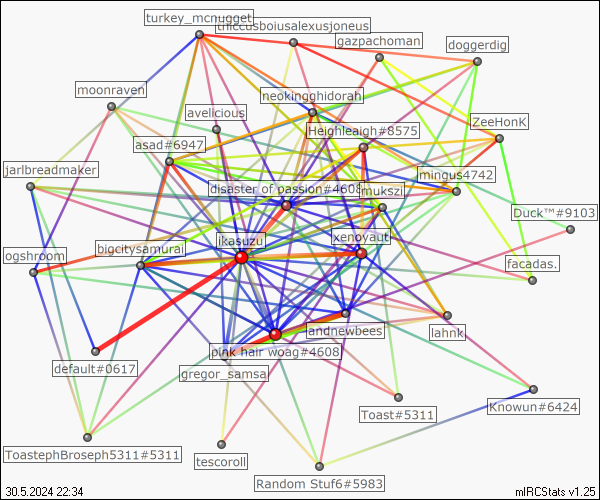 turkey_mcnugget
thiccusboiusalexusjoneus
gazpachoman
doggerdig
moonraven
neokingghidorah
avelicious
ZeeHonK
Heighleaigh#8575
asad#6947
jarlbreadmaker
mingus4742
disaster of passion#4608
mukszi
Duck™#9103
ikasuzu
xenoyaut
bigcitysamurai
ogshroom
facadas.
landnewbees
lahnk
pink hair woag#4608
default#0617
gregor_samsa
Toast#5311
Knowun#6424
ToastephBroseph5311#5311
tescoroll
Random Stuf6#5983
30.5.2024 22:34
mIRCStats v1.25